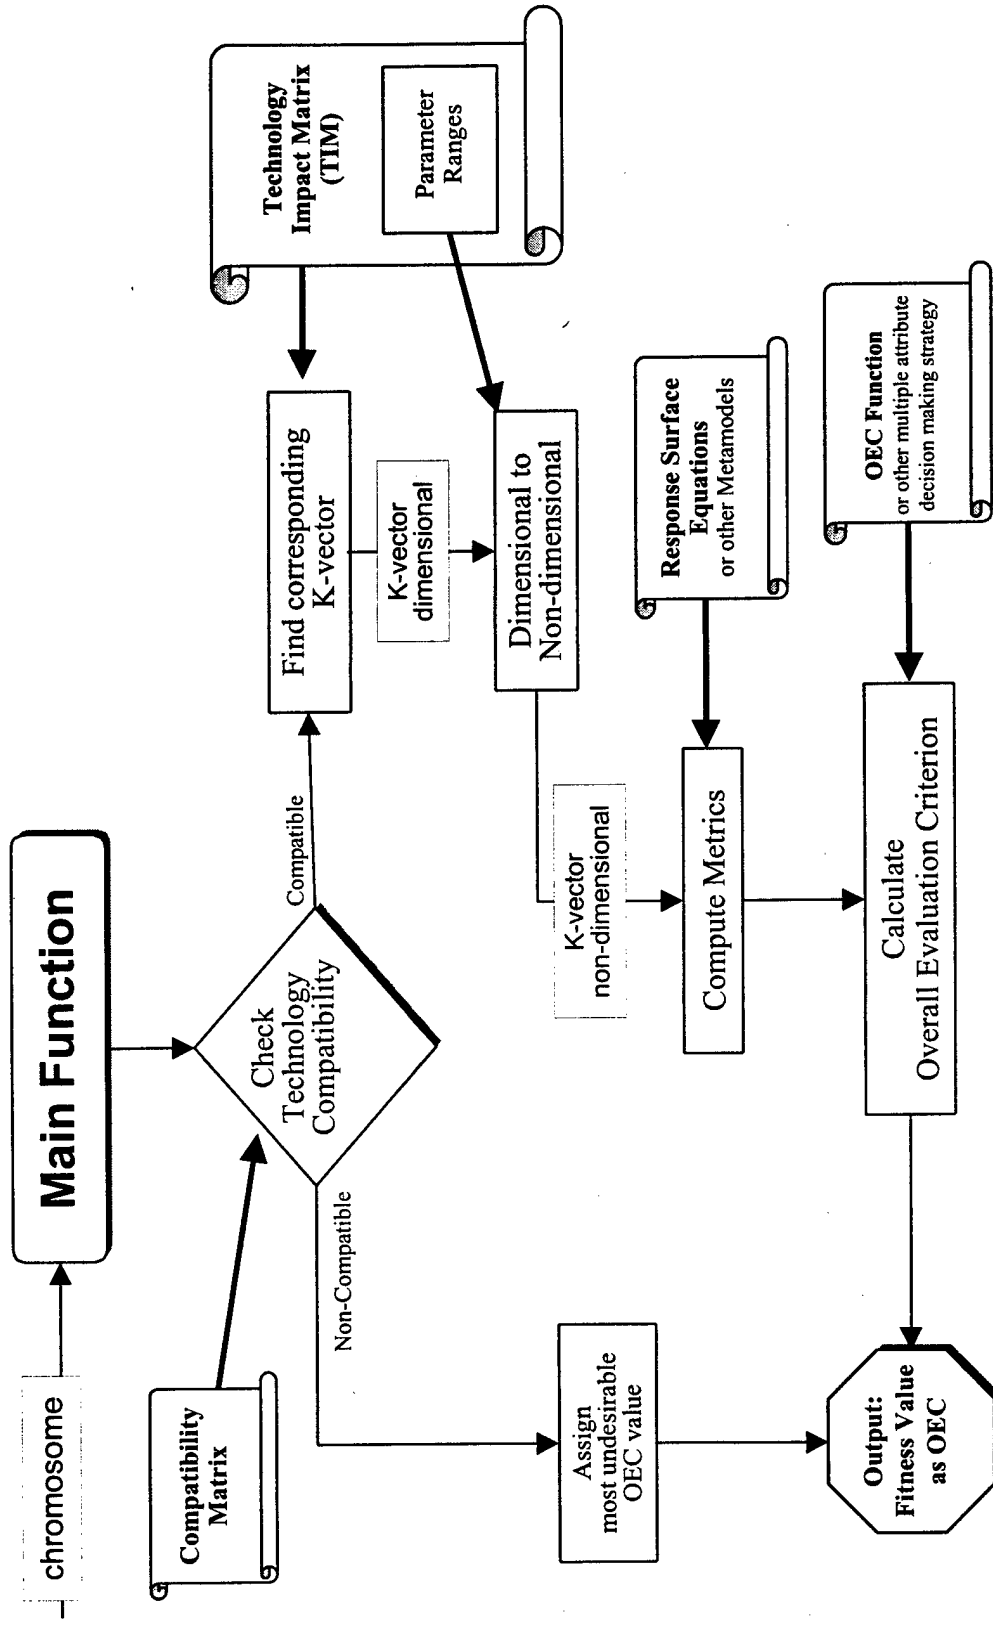 chromosome
Main Function
Compatibility
Matrix
Check
Technology
Compatibility
Compatible
Non-Compatible
Find corresponding
K-vector
Technology
Impact Matrix
(TIM)
Parameter
Ranges
K-vector
dimensional
Dimensional to
Non-dimensional
K-vector
non-dimensional
Response Surface
Equations
or other Metamodels
Compute Metrics
OEC Function
or other multiple attribute
decision making strategy
Calculate
Overall Evaluation Criterion
Assign
most undesirable
OEC value
Output:
Fitness Value
as OEC